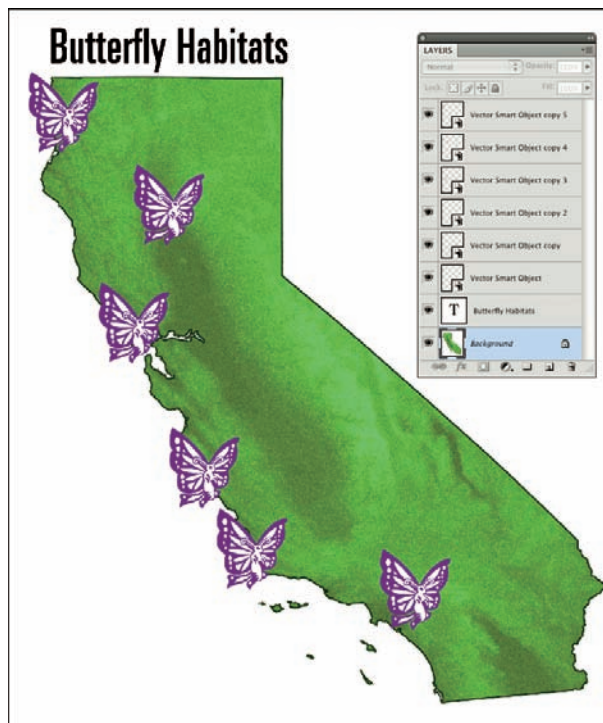 Butterfly Habitats
LAYERS
Normal
Opacity:
Lock:
Fill:
Vector Smart Object copy 5
Vector Smart Object copy 4
Vector Smart Object copy 3
Vector Smart Object copy 2
Vector Smart Object copy
Vector Smart Object
T
Butterfly Habitats
Background
fx